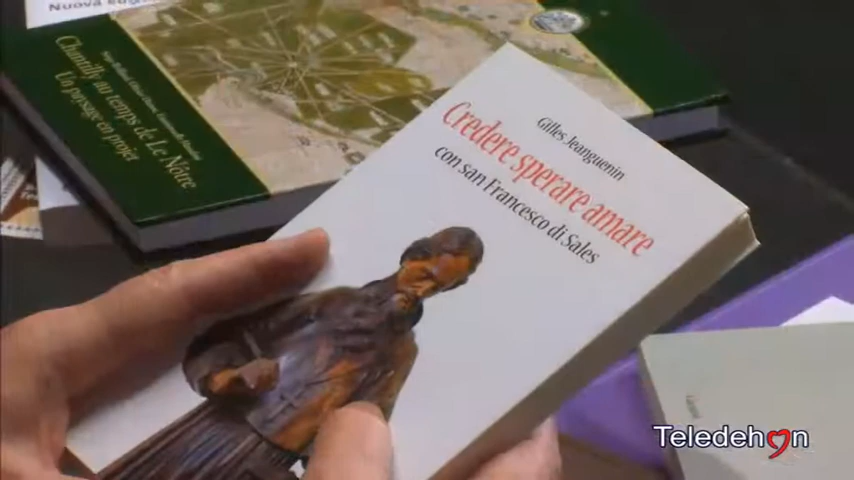 Nuova
Chantilly au temps de Le Nôtre
Un paysage en projet
Gilles Jeanguenin
Credere sperare amare
con san Francesco di Sales
Teledehon